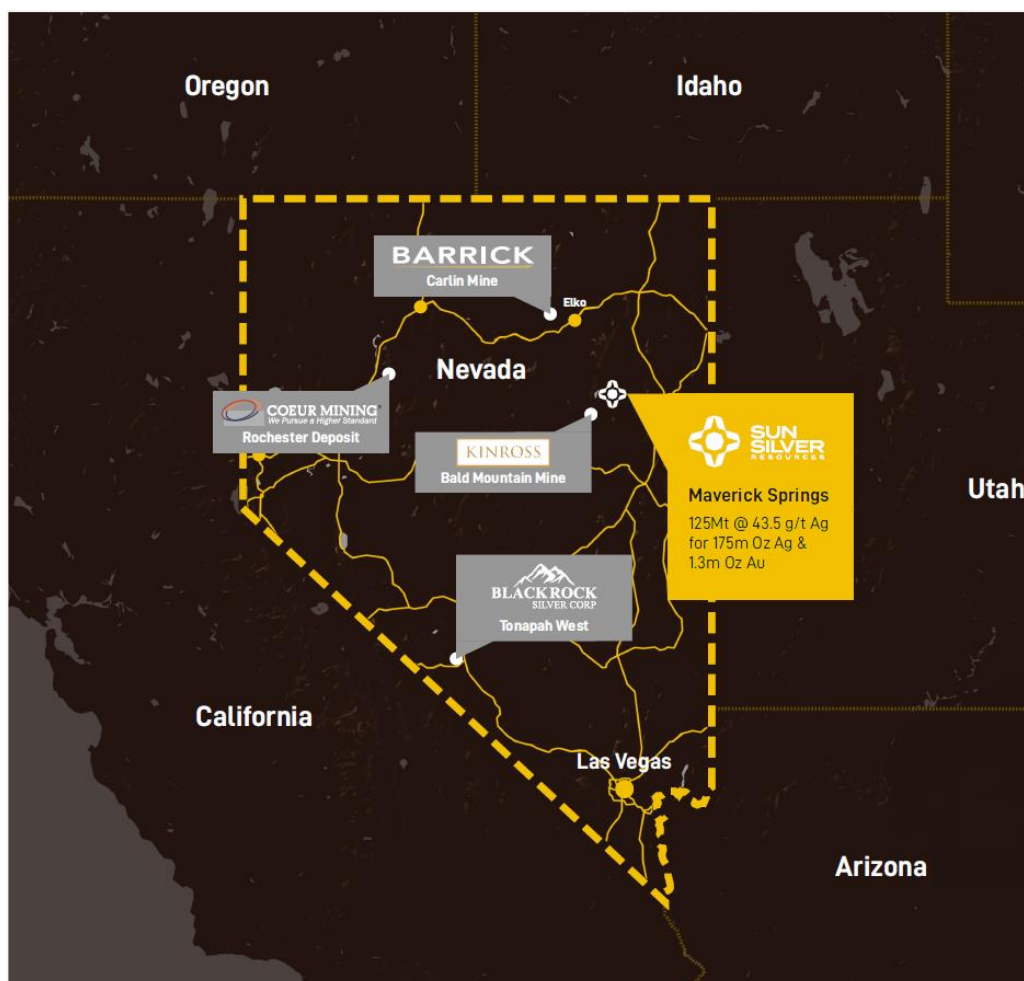 Oregon
Idaho
BARRICK
Carlin Mine
Elko
Nevada
COEUR MINING®
We Pursue a Higher Standard
Rochester Deposit
KINROSS
Bald Mountain Mine
SUN
SILVER
RESOURCES
Maverick Springs
125Mt @ 43.5 g/t Ag
for 175m Oz Ag &
1.3m Oz Au
Utah
BLACKROCK
SILVER CORP
Tonapah West
California
Las Vegas
Arizona